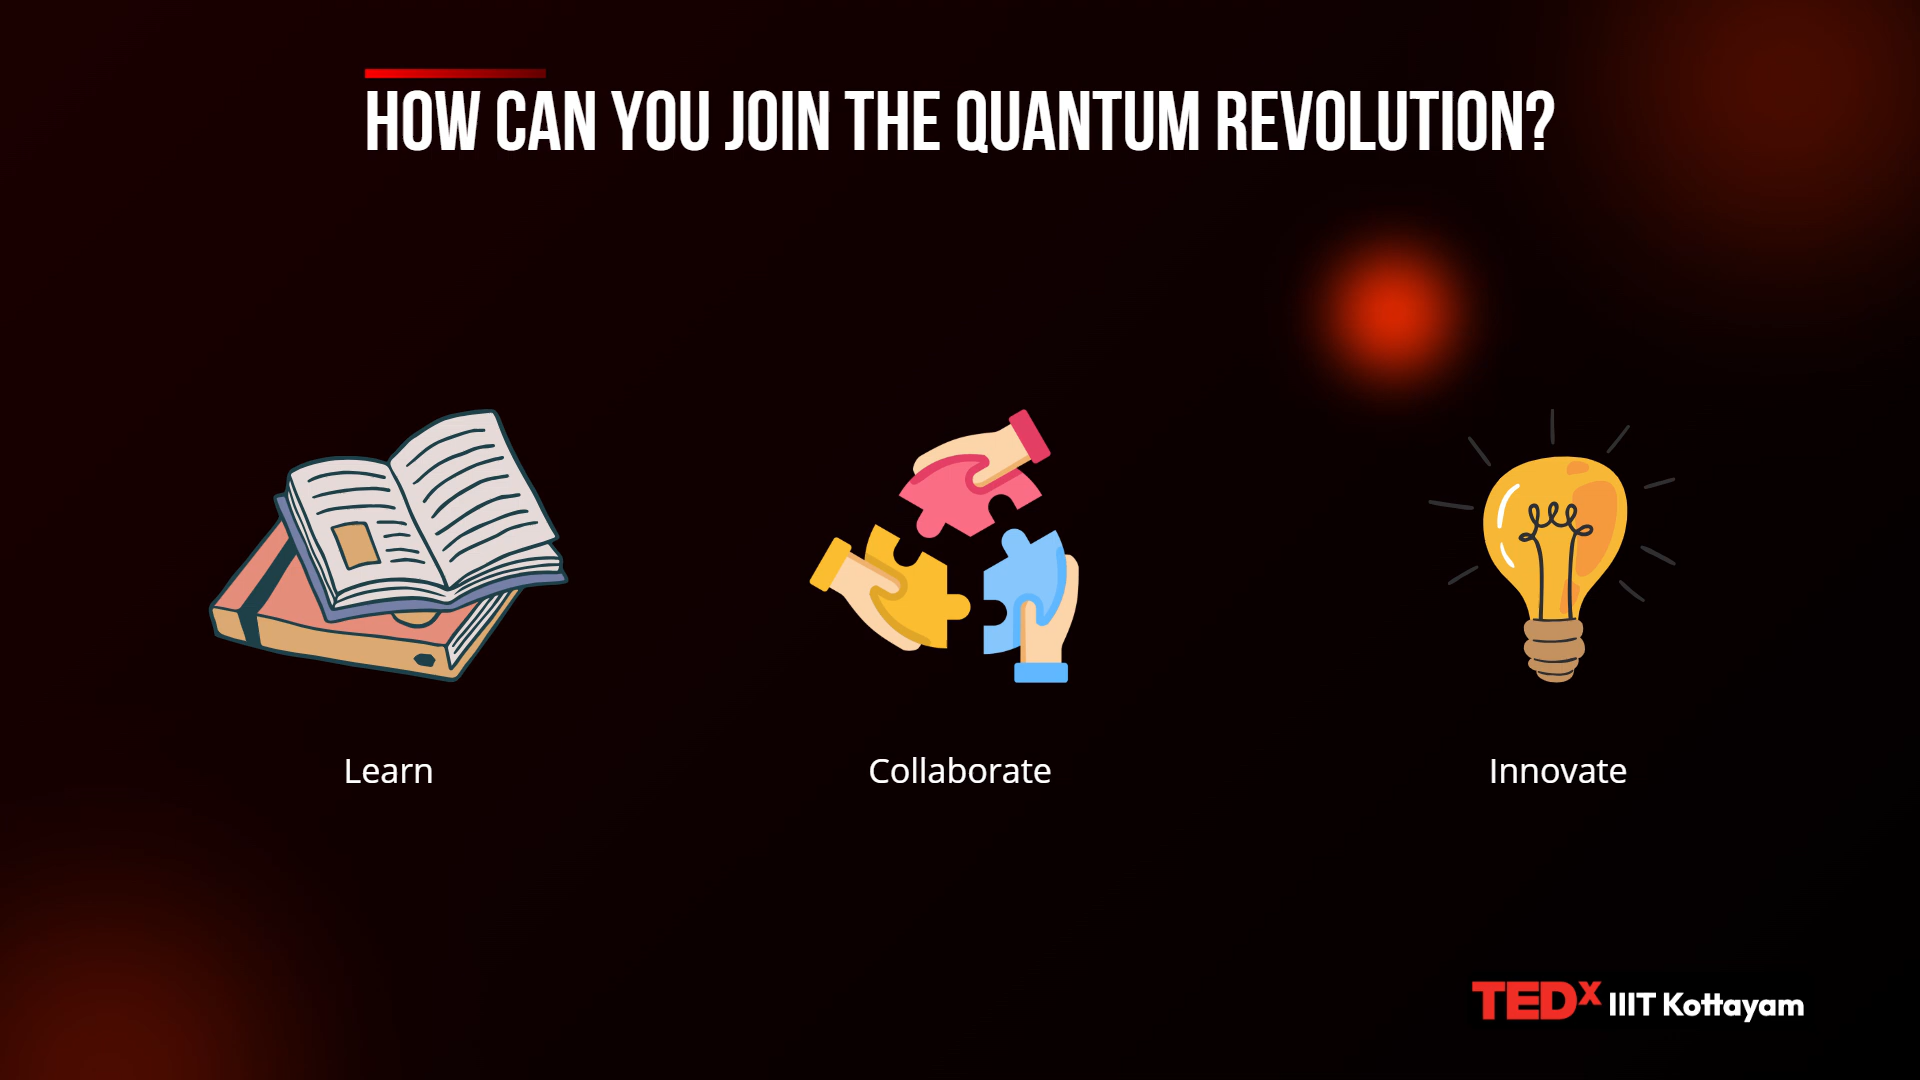 HOW CAN YOU JOIN THE QUANTUM REVOLUTION?
Learn
Collaborate
Innovate
TEDx IIIT Kottayam